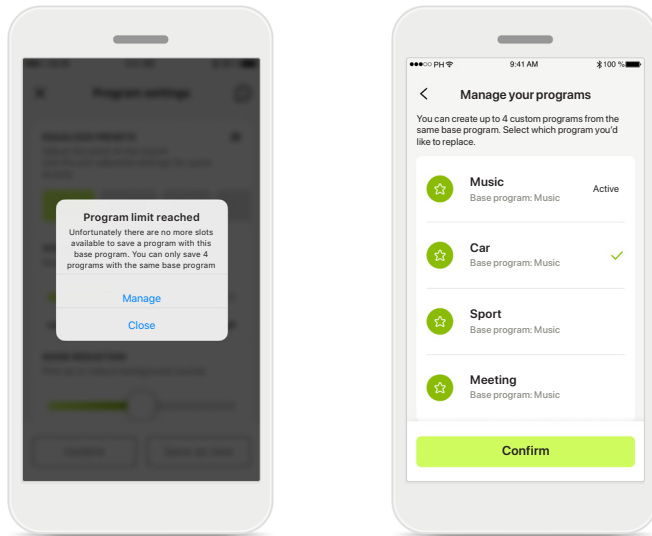 Program settings
Program limit reached
Unfortunately there are no more slots
available to save a program with this
base program. You can only save 4
programs with the same base program
Manage
Close
PH 9:41 AM 100 %
Manage your programs
You can create up to 4 custom programs from the
same base program. Select which program you'd
like to replace.
Music
Base program: Music
Active
Car
Base program: Music
Sport
Base program: Music
Meeting
Base program: Music
Confirm